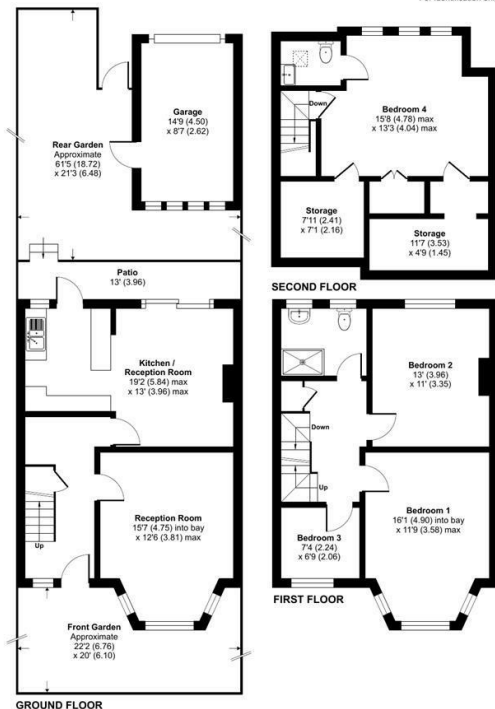 Garage
14'9 (4.50)
x 8'7 (2.62)
Rear Garden
Approximate
61'5 (18.72)
x 21'3 (6.48)
Patio
13' (3.96)
Kitchen /
Reception Room
19'2 (5.84) max
x 13' (3.96) max
Reception Room
15'7 (4.75) into bay
x 12'6 (3.81) max
Up
Front Garden
Approximate
22'2 (6.76)
x 20' (6.10)
GROUND FLOOR
Down
Bedroom 4
15'8 (4.78) max
x 13'3 (4.04) max
Storage
7'11 (2.41)
x 7'1 (2.16)
Storage
11'7 (3.53)
x 4'9 (1.45)
SECOND FLOOR
Bedroom 2
13' (3.96)
x 11' (3.35)
Down
Up
Bedroom 1
16'1 (4.90) into bay
x 11'9 (3.58) max
Bedroom 3
7'4 (2.24)
x 6'9 (2.06)
FIRST FLOOR